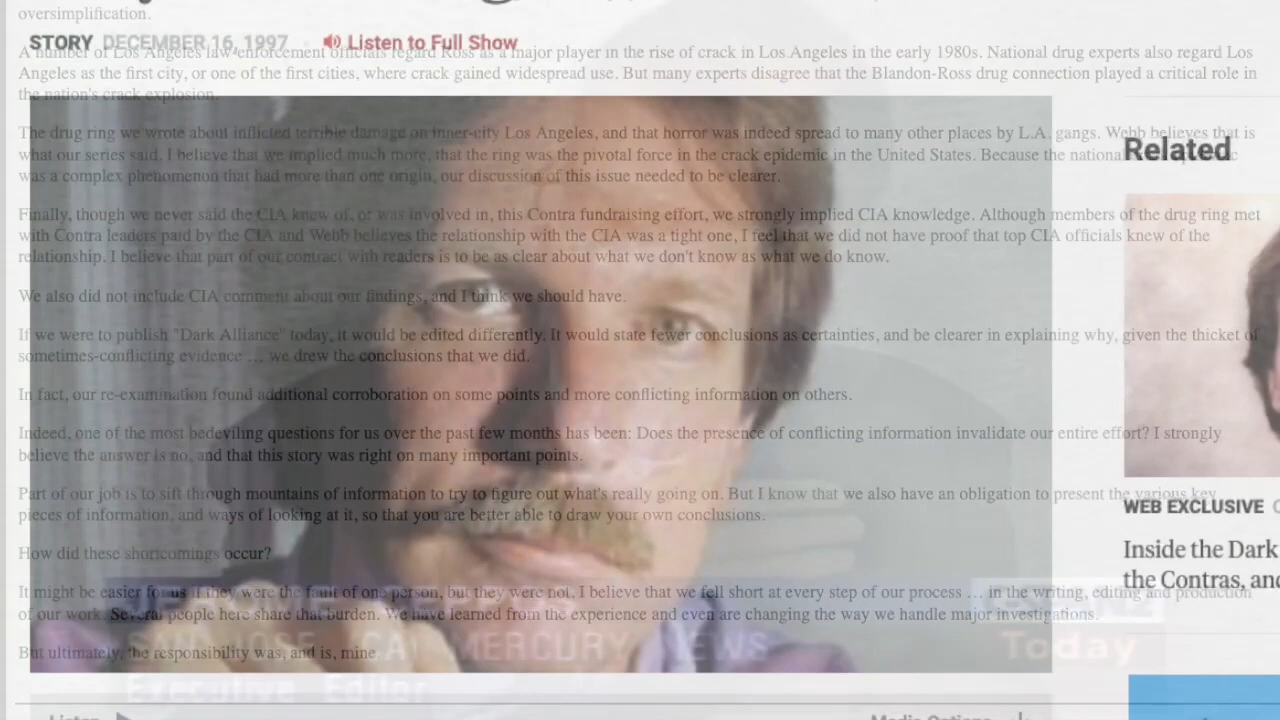 oversimplification.
STORY DECEMBER 16, 1997 Listen to Full Show
A number of Los Angeles law enforcement officials regard Ross as a major player in the rise of crack in Los Angeles in the early 1980s. National drug experts also regard Los
Angeles as the first city, or one of the first cities, where crack gained widespread use. But many experts disagree that the Blandon-Ross drug connection played a critical role in
the nation's crack explosion.
The drug ring we wrote about inflicted terrible damage on inner-city Los Angeles, and that horror was indeed spread to many other places by L.A. gangs. Webb believes that is
what our series said. I believe that we implied much more, that the ring was the pivotal force in the crack epidemic in the United States. Because the national
was a complex phenomenon that had more than one origin, our discussion of this issue needed to be clearer.
Related
Finally, though we never said the CIA knew of, or was involved in, this Contra fundraising effort, we strongly implied CIA knowledge. Although members of the drug ring met
with Contra leaders paid by the CIA and Webb believes the relationship with the CIA was a tight one, I feel that we did not have proof that top CIA officials knew of the
relationship. I believe that part of our contract with readers is to be as clear about what we don't know as what we do know.
We also did not include CIA comment about our findings, and I think we should have.
If we were to publish "Dark Alliance" today, it would be edited differently. It would state fewer conclusions as certainties, and be clearer in explaining why, given the thicket of
sometimes-conflicting evidence ... we drew the conclusions that we did.
In fact, our re-examination found additional corroboration on some points and more conflicting information on others.
Indeed, one of the most bedeviling questions for us over the past few months has been: Does the presence of conflicting information invalidate our entire effort? I strongly
believe the answer is no, and that this story was right on many important points.
Part of our job is to sift through mountains of information to try to figure out what's really going on. But I know that we also have an obligation to present the various key
pieces of information, and ways of looking at it, so that you are better able to draw your own conclusions.
WEB EXCLUSIVE
Inside the Dark
the Contras, and
How did these shortcomings occur?
It might be easier for us if they were the fault of one person, but they were not. I believe that we fell short at every step of our process ... in the writing, editing and production
of our work. Several people here share that burden. We have learned from the experience and even are changing the way we handle major investigations.
But ultimately, the responsibility was, and is, mine
SAN JOSE, CA MERCURY NEWS
Today
Executive Editor
Listen
Media Options